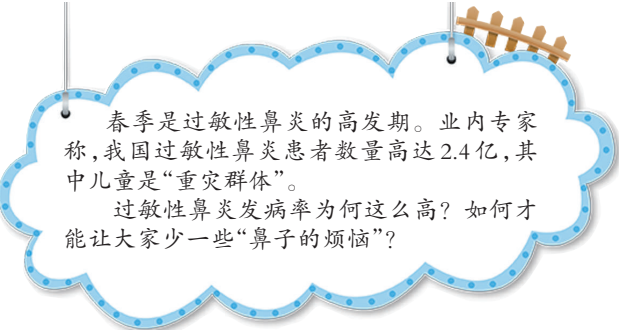 春季是过敏性鼻炎的高发期。业内专家
称,我国过敏性鼻炎患者数量高达2.4亿,其
中儿童是“重灾群体”。
过敏性鼻炎发病率为何这么高？如何才
能让大家少一些“鼻子的烦恼”？